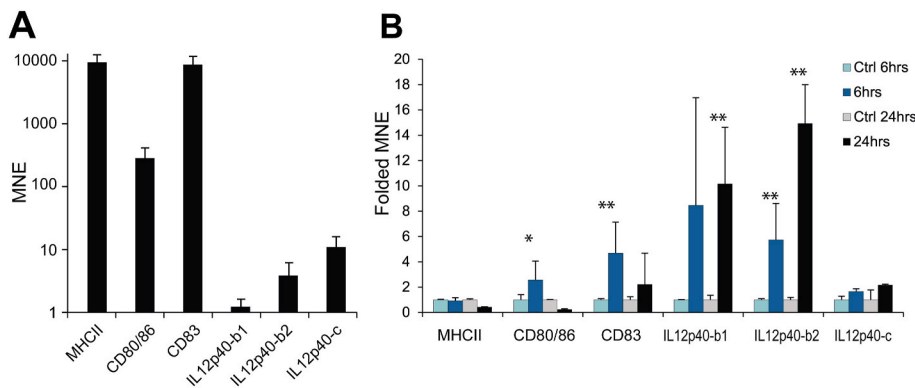 A
MNE
10000
1000
100
10
1
MHCII
CD80/86
CD83
IL12p40-b1
IL12p40-b2
IL12p40-c
B
Folded MNE
20
18
16
14
12
10
8
6
4
2
0
*
**
**
**
**
Ctrl 6hrs
6hrs
Ctrl 24hrs
24hrs
MHCII
CD80/86
CD83
IL12p40-b1
IL12p40-b2
IL12p40-c